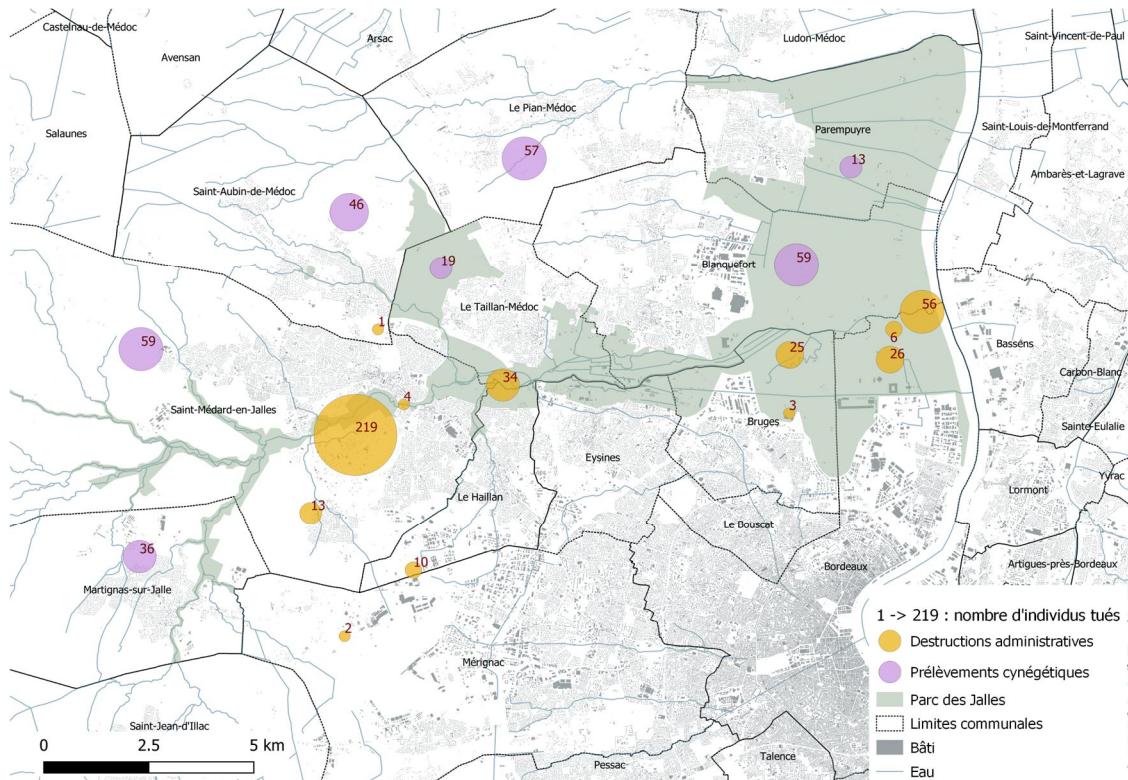 Castelnau-de-Médoc
Avensan
Arsac
Ludon-Médoc
Saint-Vincent-de-Paul
Salaunes
Le Pian-Médoc
57
Parempuyre
13
Saint-Louis-de-Montferrand
Ambarès-et-Lagrave
Saint-Aubin-de-Médoc
46
19
Blanquefort
59
Le Taillan-Médoc
1
56
6
59
25
26
Bassens
34
Carbon-Blanc
Saint-Médard-en-Jalles
4
3
Bruges
219
Sainte-Eulalie
Eysines
Yvrac
Le Haillan
Lormont
13
Le Bouscat
36
10
Bordeaux
Artigues-près-Bordeaux
Martignas-sur-Jalle
2
Mérignac
Saint-Jean-d'Illac
Pessac
Talence
0 2.5 5 km
1 -> 219 : nombre d'individus tués
Destructions administratives
Prélèvements cynégétiques
Parc des Jalles
Limites communales
Bâti
Eau